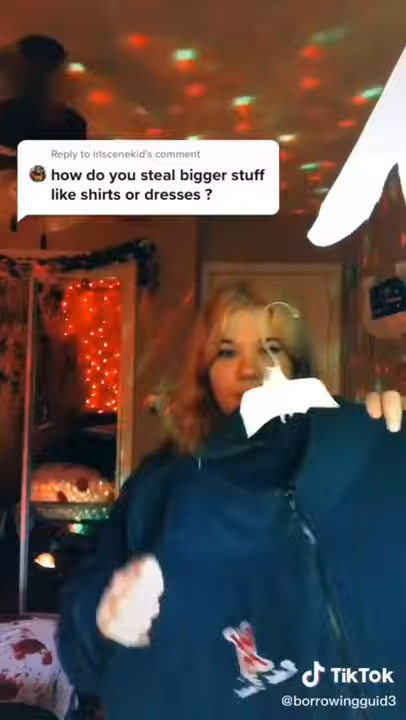 Reply to iriscenekid's comment
how do you steal bigger stuff
like shirts or dresses ?
TikTok
@borrowingguid3